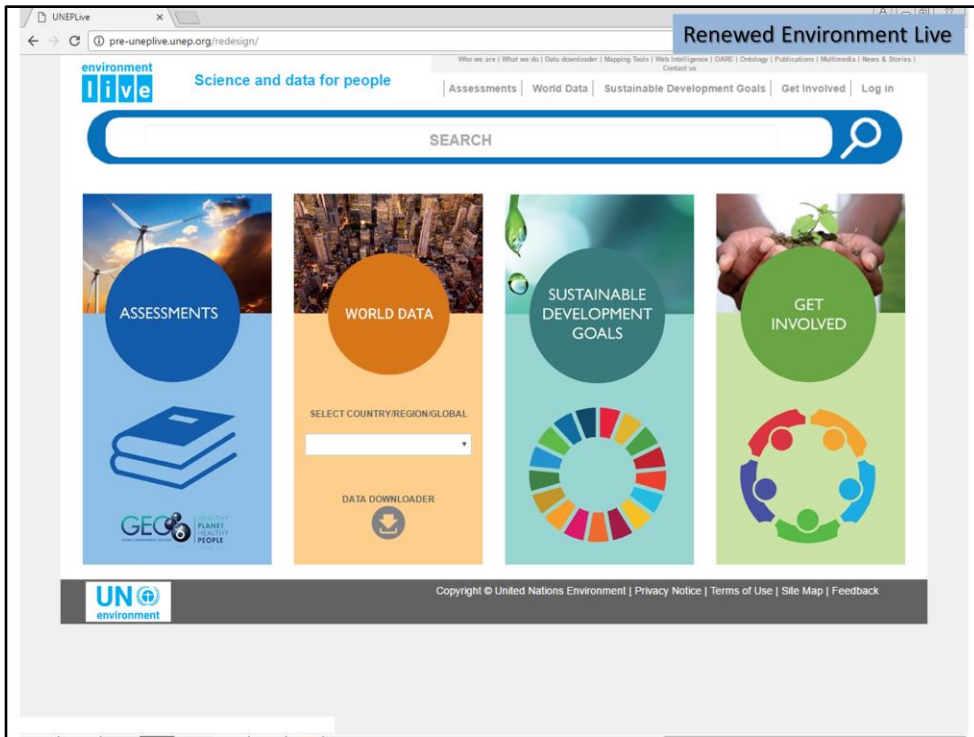 UNEPLive
Renewed Environment Live
pre-uneplive.unep.org/redesign/
environment
live
Science and data for people
Who we are | What we do | Data downloader | Mapping Tools | Web Intelligence | OARE | Ontology | Publications | Multimedia | News & Stories |
Contact us
Assessments | World Data | Sustainable Development Goals | Get Involved | Log in
SEARCH
ASSESSMENTS
WORLD DATA
SUSTAINABLE
DEVELOPMENT
GOALS
GET
INVOLVED
SELECT COUNTRY/REGION/GLOBAL
DATA DOWNLOADER
GEO 6
HEALTHY
PLANET
HEALTHY
PEOPLE
UN
environment
Copyright © United Nations Environment | Privacy Notice | Terms of Use | Site Map | Feedback